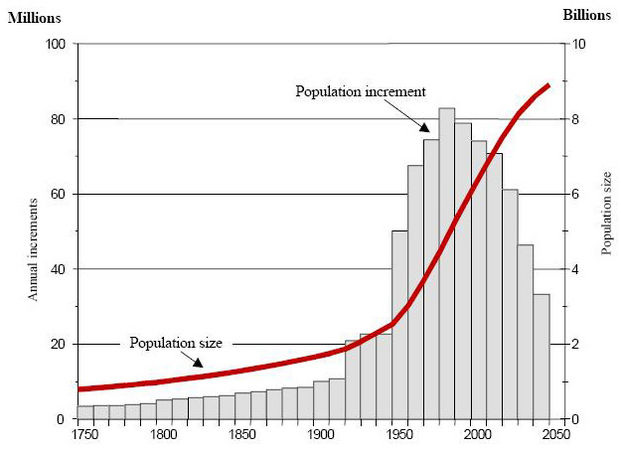 Millions
Billions
100
80
60
40
20
0
Annual increments
10
8
6
4
2
0
Population size
Population increment
Population size
1750 1800 1850 1900 1950 2000 2050